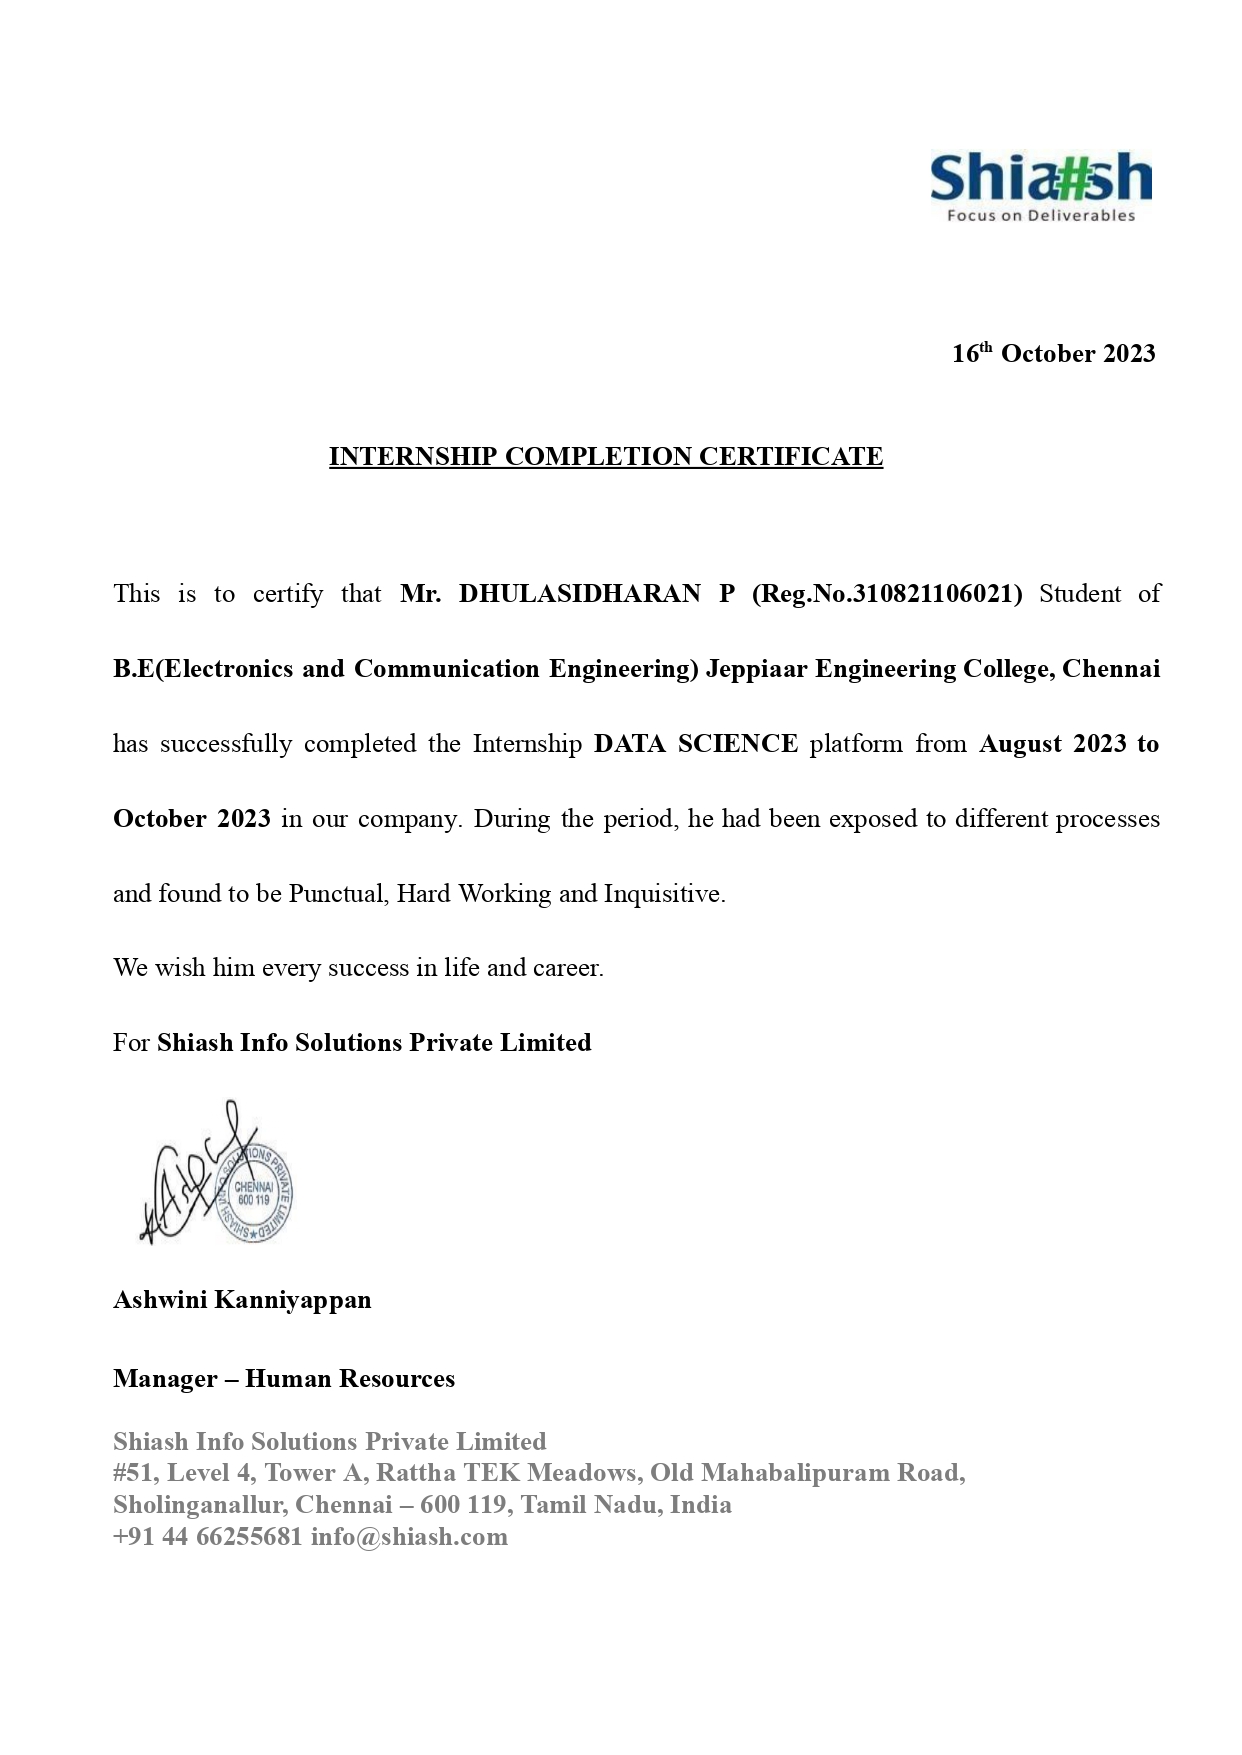 Shia#sh
Focus on Deliverables
16th October 2023
INTERNSHIP COMPLETION CERTIFICATE
This is to certify that Mr. DHULASIDHARAN P (Reg.No.310821106021) Student of
B.E(Electronics and Communication Engineering) Jeppiaar Engineering College, Chennai
has successfully completed the Internship DATA SCIENCE platform from August 2023 to
October 2023 in our company. During the period, he had been exposed to different processes
and found to be Punctual, Hard Working and Inquisitive.
We wish him every success in life and career.
For Shiash Info Solutions Private Limited
SHIASH INFO SOLUTIONS PRIVATE LIMITED
CHENNAI
600 119
Ashwini Kanniyappan
Manager – Human Resources
Shiash Info Solutions Private Limited
#51, Level 4, Tower A, Rattha TEK Meadows, Old Mahabalipuram Road,
Sholinganallur, Chennai – 600 119, Tamil Nadu, India
+91 44 66255681 info@shiash.com